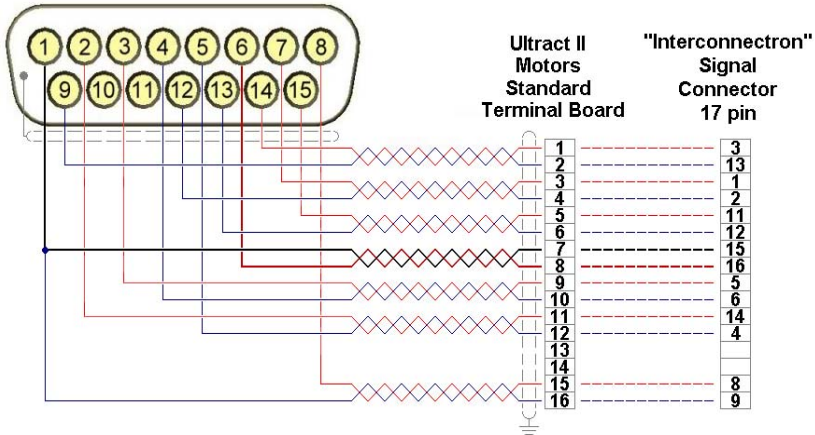 1 2 3 4 5 6 7 8
9 10 11 12 13 14 15
Ultract II
Motors
Standard
Terminal Board
"Interconnectron"
Signal
Connector
17 pin
1 3
2 13
3 1
4 2
5 11
6 12
7 15
8 16
9 5
10 6
11 14
12 4
13
14
15 8
16 9